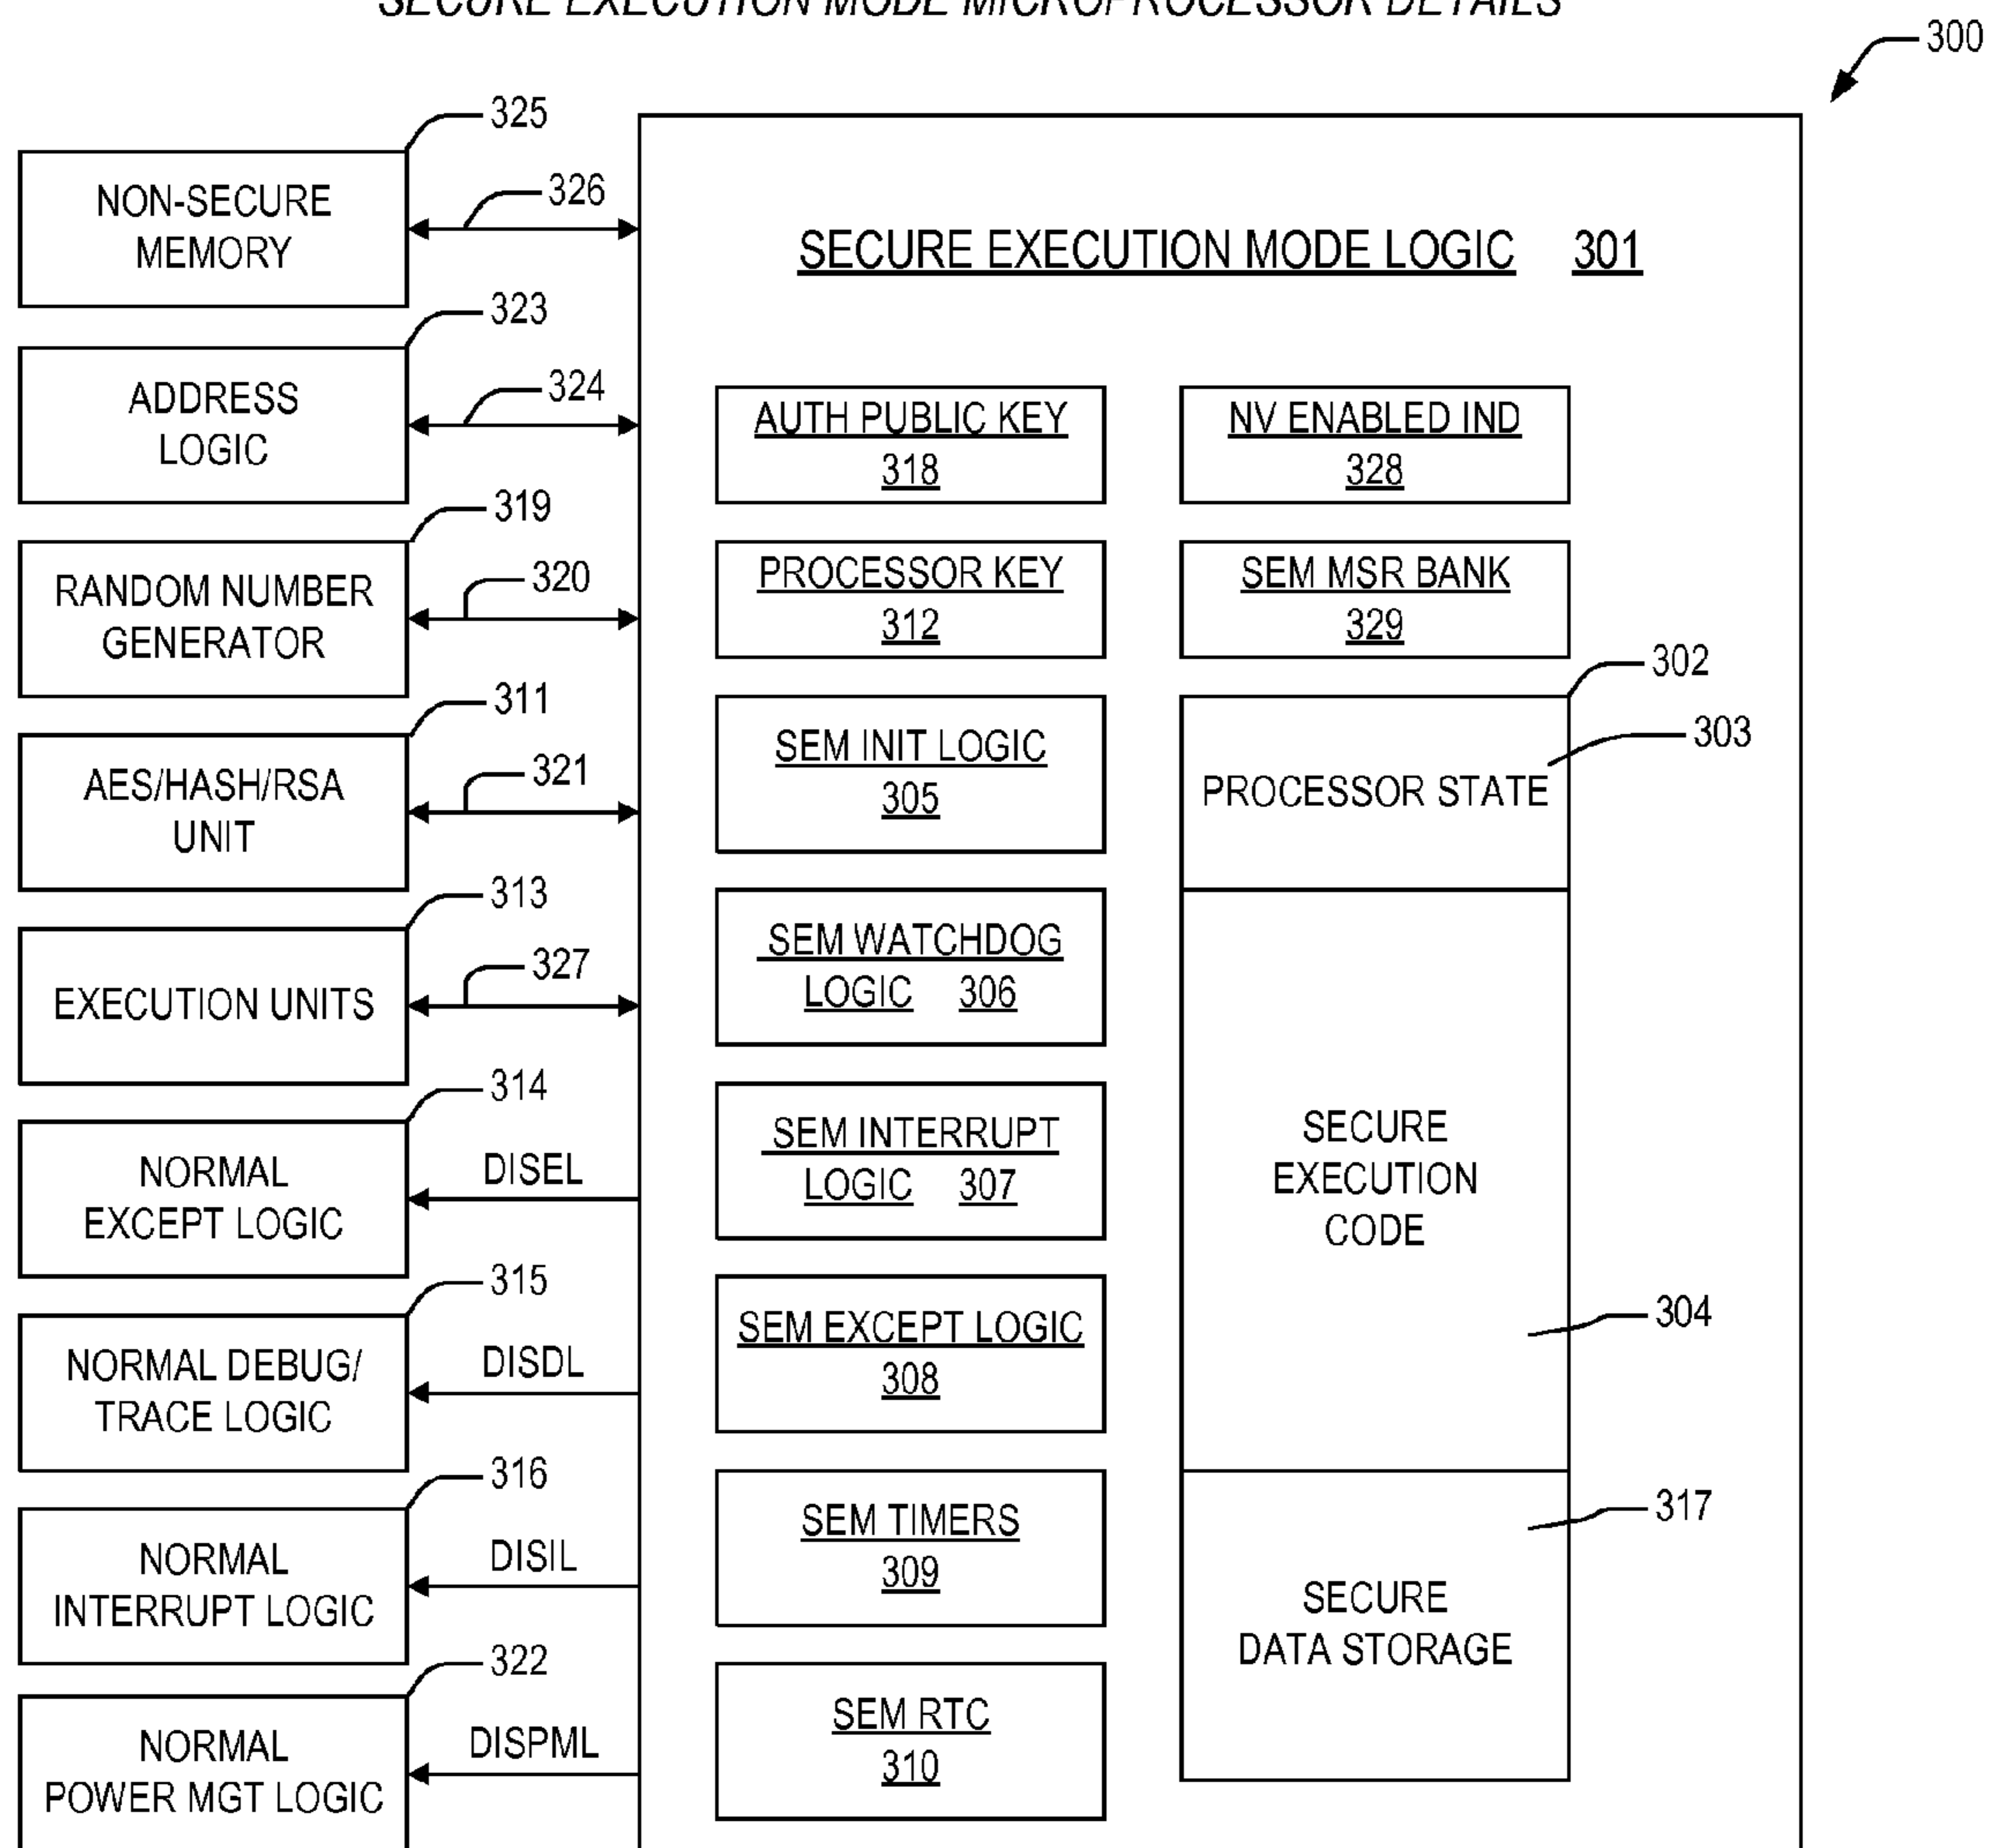 SECURE EXECUTION MODE MICROPROCESSOR DETAILS
300
325
NON-SECURE
MEMORY
326
323
ADDRESS
LOGIC
324
319
RANDOM NUMBER
GENERATOR
320
311
AES/HASH/RSA
UNIT
321
313
EXECUTION UNITS
327
314
NORMAL
EXCEPT LOGIC
DISEL
315
NORMAL DEBUG/
TRACE LOGIC
DISDL
316
NORMAL
INTERRUPT LOGIC
DISIL
322
NORMAL
POWER MGT LOGIC
DISPML
SECURE EXECUTION MODE LOGIC 301
AUTH PUBLIC KEY
318
PROCESSOR KEY
312
SEM INIT LOGIC
305
SEM WATCHDOG
LOGIC 306
SEM INTERRUPT
LOGIC 307
SEM EXCEPT LOGIC
308
SEM TIMERS
309
SEM RTC
310
NV ENABLED IND
328
SEM MSR BANK
329
302
303
PROCESSOR STATE
SECURE
EXECUTION
CODE
304
317
SECURE
DATA STORAGE